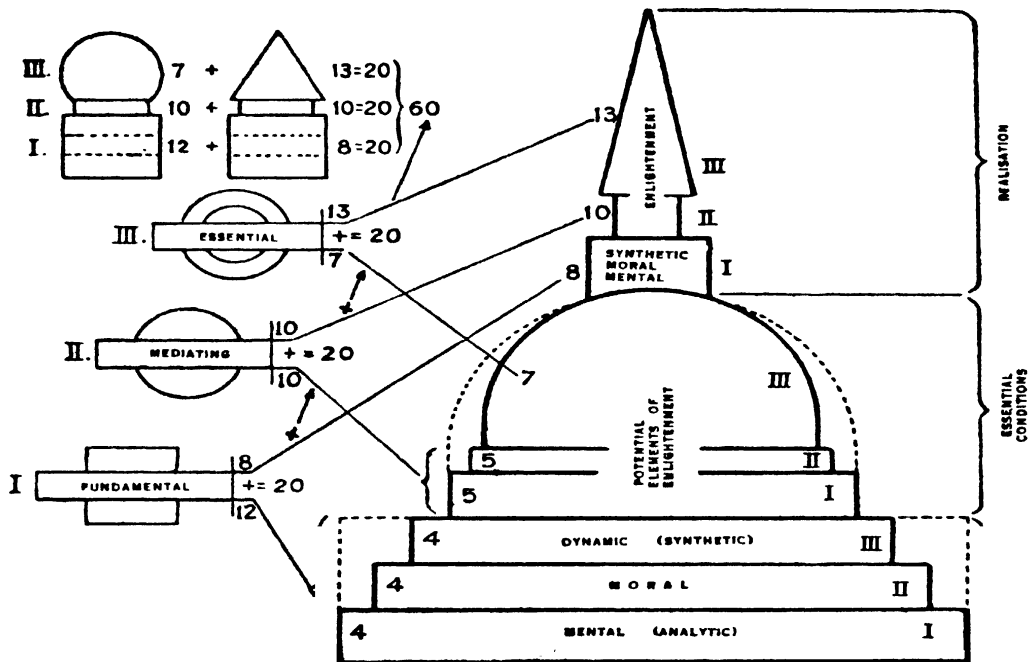 III. 7 + 13=20
II. 10 + 10=20 60
I. 12 + 8=20
III. ESSENTIAL 13 += 20 7
II. MEDIATING 10 += 20 10
I FUNDAMENTAL 8 += 20 12
13 ENLIGHTENMENT III
10 II
8 SYNTHETIC I
MORAL
MENTAL
REALISATION
7 III
POTENTIAL
ELEMENTS OF
ENLIGHTENMENT
5 II
5 I
ESSENTIAL
CONDITIONS
4 DYNAMIC (SYNTHETIC) III
4 MORAL II
4 MENTAL (ANALYTIC) I